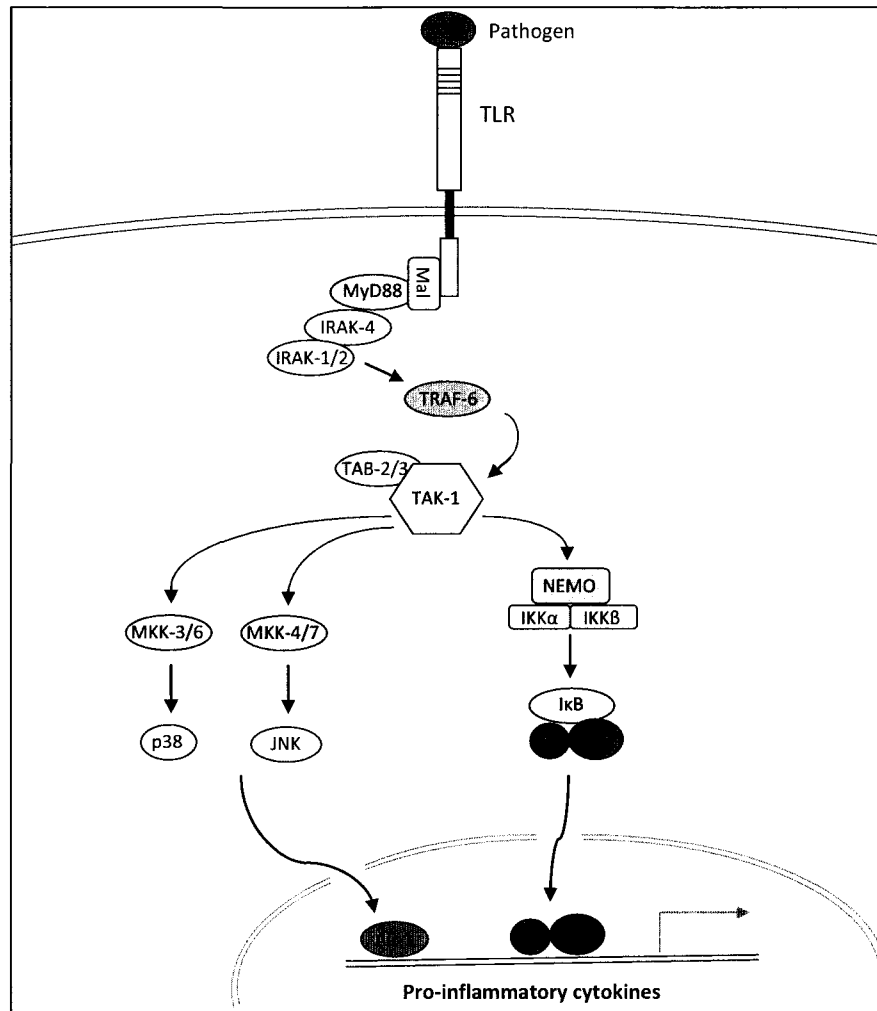 Pathogen
TLR
Mal
MyD88
IRAK-4
IRAK-1/2
TRAF-6
TAB-2/3
TAK-1
NEMO
IKKα IKKβ
MKK-3/6 MKK-4/7
IκB
p38 JNK
Pro-inflammatory cytokines